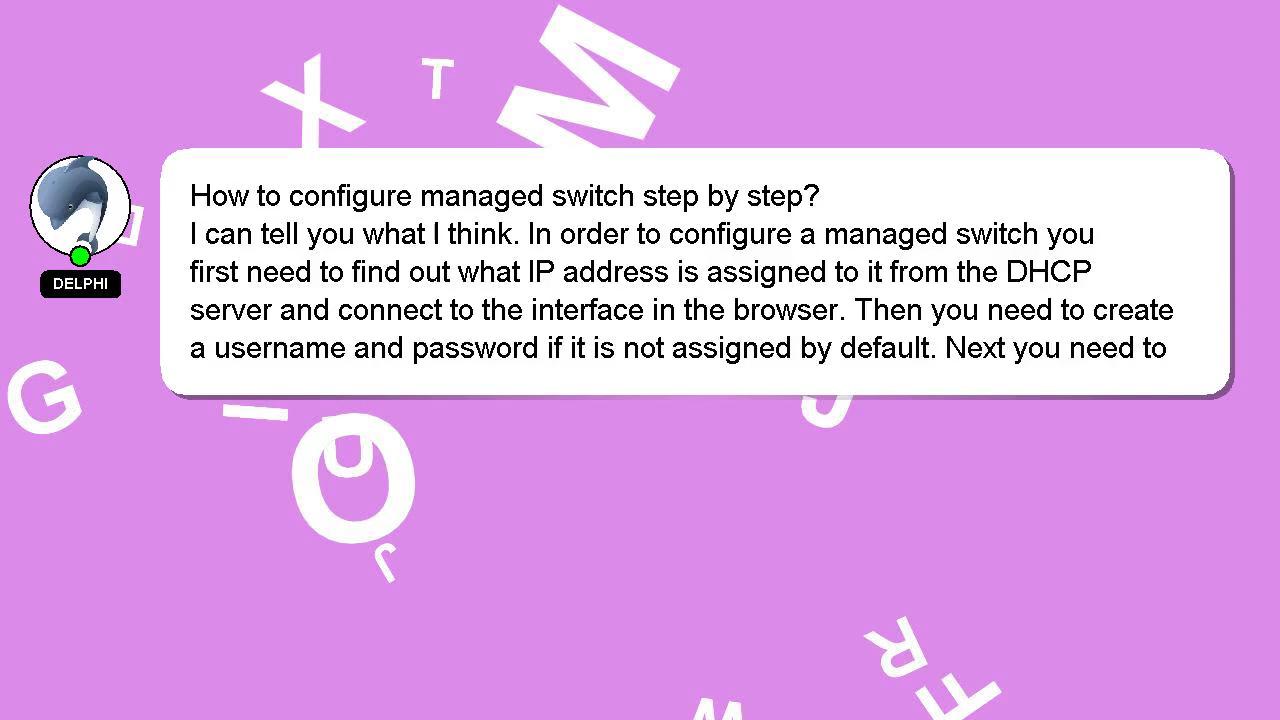 X
T
M
How to configure managed switch step by step?
I can tell you what I think. In order to configure a managed switch you
first need to find out what IP address is assigned to it from the DHCP
server and connect to the interface in the browser. Then you need to create
a username and password if it is not assigned by default. Next you need to
DELPHI
G
I
J
O
U
J
R
F
W